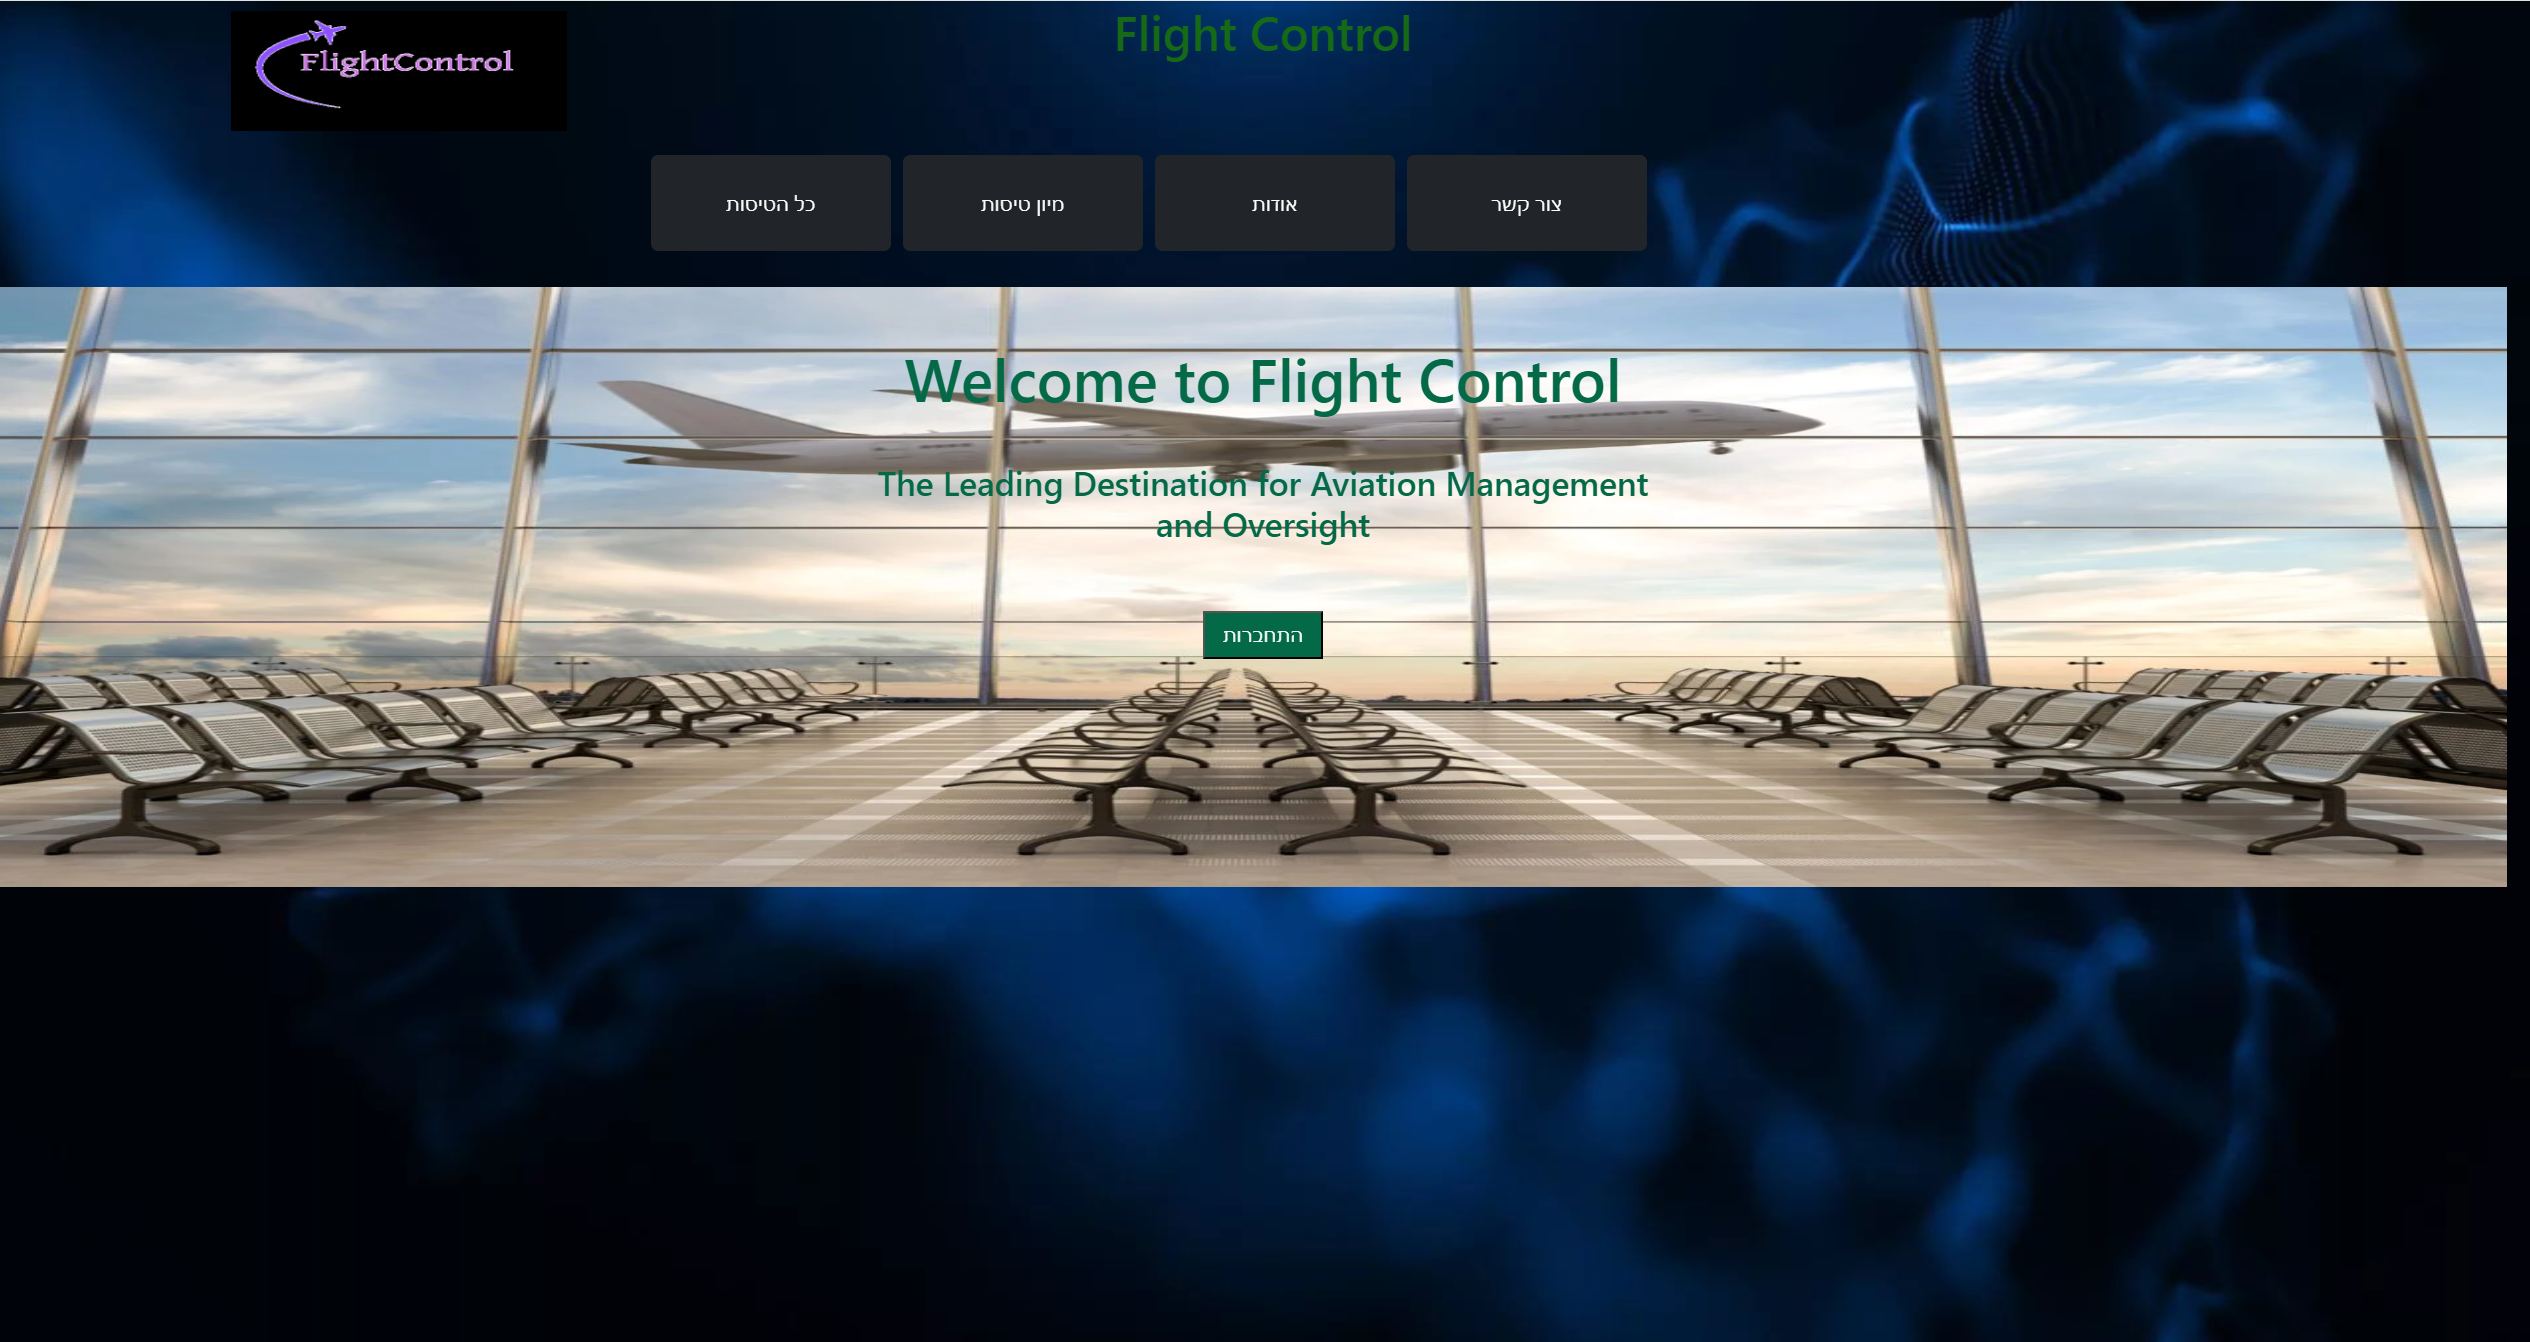 FlightControl
Flight Control
כל הטיסות
מיון טיסות
אודות
צור קשר
Welcome to Flight Control
The Leading Destination for Aviation Management
and Oversight
התחברות